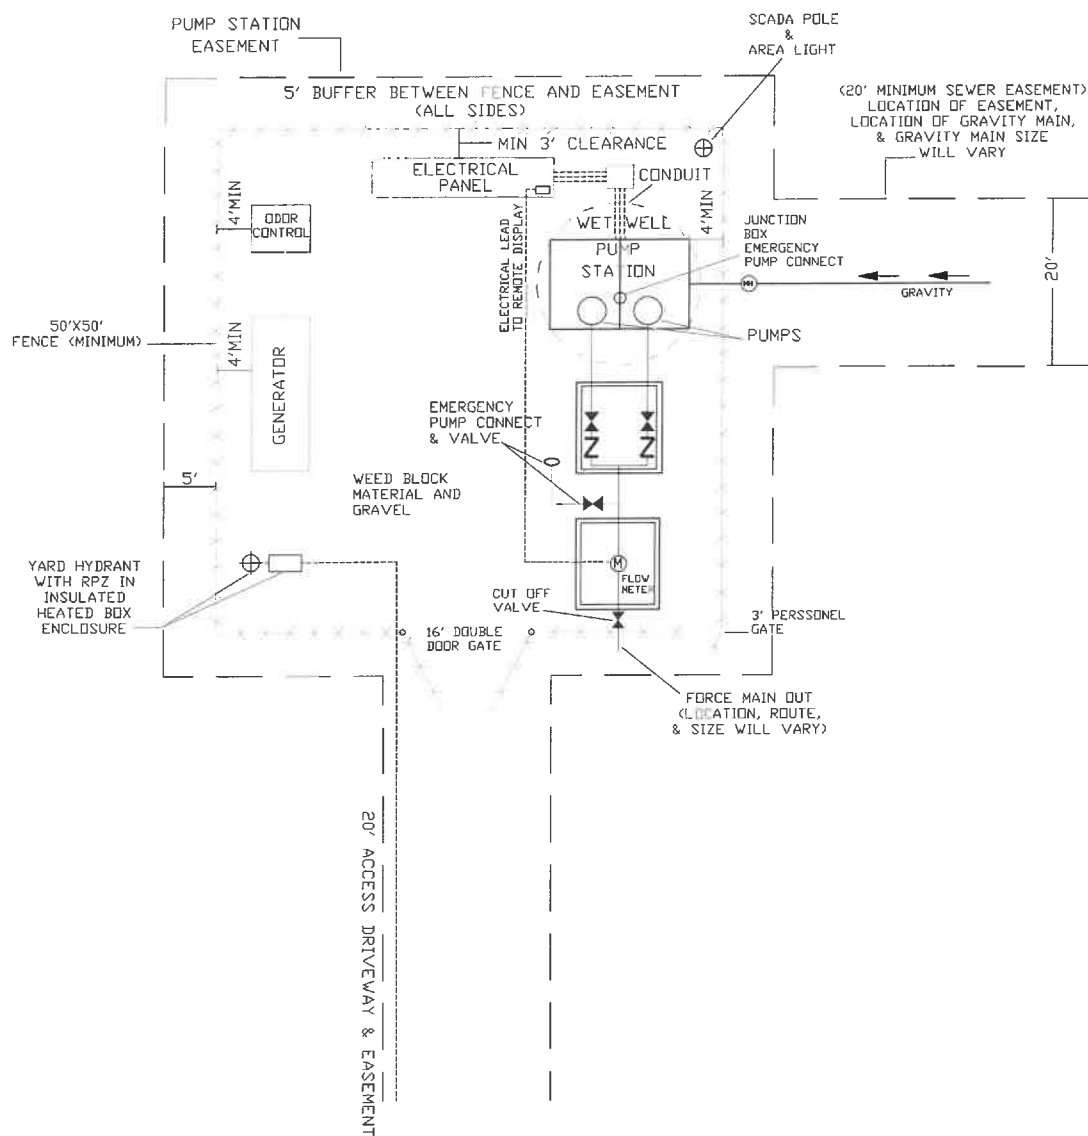 PUMP STATION
EASEMENT
SCADA POLE
&
AREA LIGHT
5' BUFFER BETWEEN FENCE AND EASEMENT
(ALL SIDES)
(20' MINIMUM SEWER EASEMENT)
LOCATION OF EASEMENT,
LOCATION OF GRAVITY MAIN,
& GRAVITY MAIN SIZE
WILL VARY
MIN 3' CLEARANCE
ELECTRICAL
PANEL
CONDUIT
4'MIN
ODOR
CONTROL
ELECTRICAL LEAD
TO REMOTE DISPLAY
WET WELL
PUMP
STATION
4'MIN
JUNCTION
BOX
EMERGENCY
PUMP CONNECT
MH
GRAVITY
20'
50'X50'
FENCE (MINIMUM)
4'MIN
GENERATOR
PUMPS
EMERGENCY
PUMP CONNECT
& VALVE
5'
WEED BLOCK
MATERIAL AND
GRAVEL
YARD HYDRANT
WITH RPZ IN
INSULATED
HEATED BOX
ENCLOSURE
M
FLOW
METER
CUT OFF
VALVE
16' DOUBLE
DOOR GATE
3' PERSSONEL
GATE
FORCE MAIN OUT
(LOCATION, ROUTE,
& SIZE WILL VARY)
20' ACCESS DRIVEWAY & EASEMENT